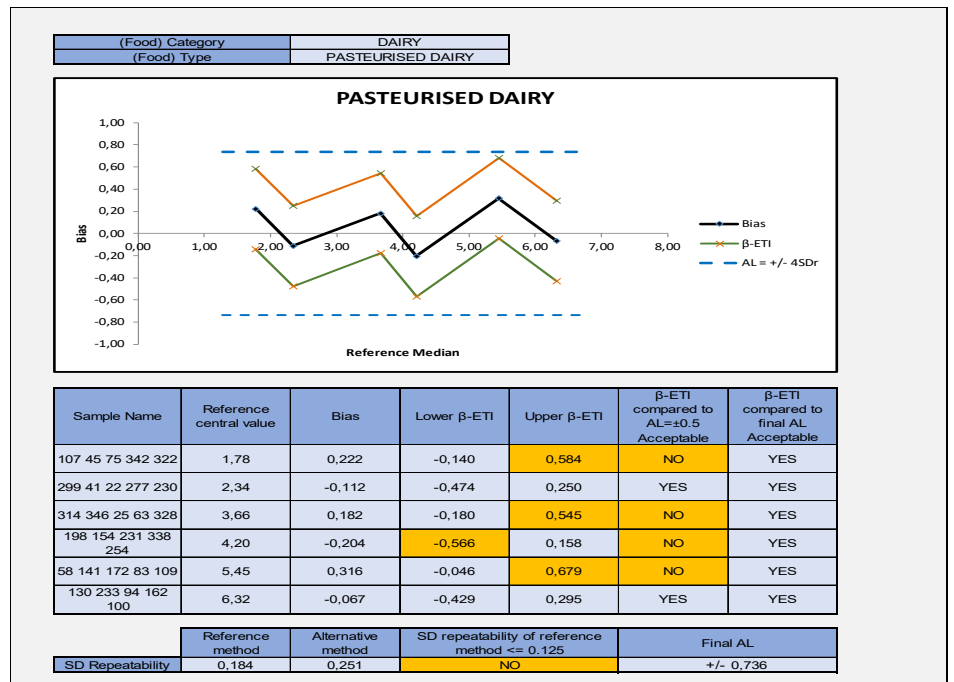 (Food) Category DAIRY
(Food) Type PASTEURISED DAIRY
PASTEURISED DAIRY
1,00
0,80
0,60
0,40
0,20
0,00
-0,20
-0,40
-0,60
-0,80
-1,00
0,00 1,00 2,00 3,00 4,00 5,00 6,00 7,00 8,00
Bias
Reference Median
Bias
β-ETI
AL = +/- 4SDr
Sample Name Reference central value Bias Lower β-ETI Upper β-ETI β-ETI compared to AL=±0.5 Acceptable β-ETI compared to final AL Acceptable
107 45 75 342 322 1,78 0,222 -0,140 0,584 NO YES
299 41 22 277 230 2,34 -0,112 -0,474 0,250 YES YES
314 346 25 63 328 3,66 0,182 -0,180 0,545 NO YES
198 154 231 338 254 4,20 -0,204 -0,566 0,158 NO YES
58 141 172 83 109 5,45 0,316 -0,046 0,679 NO YES
130 233 94 162 100 6,32 -0,067 -0,429 0,295 YES YES
Reference method Alternative method SD repeatability of reference method <= 0.125 Final AL
SD Repeatability 0,184 0,251 NO +/- 0,736